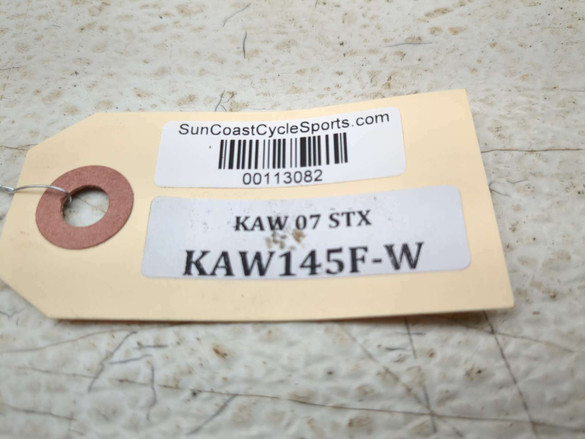 SunCoastCycleSports.com
00113082
KAW 07 STX
KAW145F-W